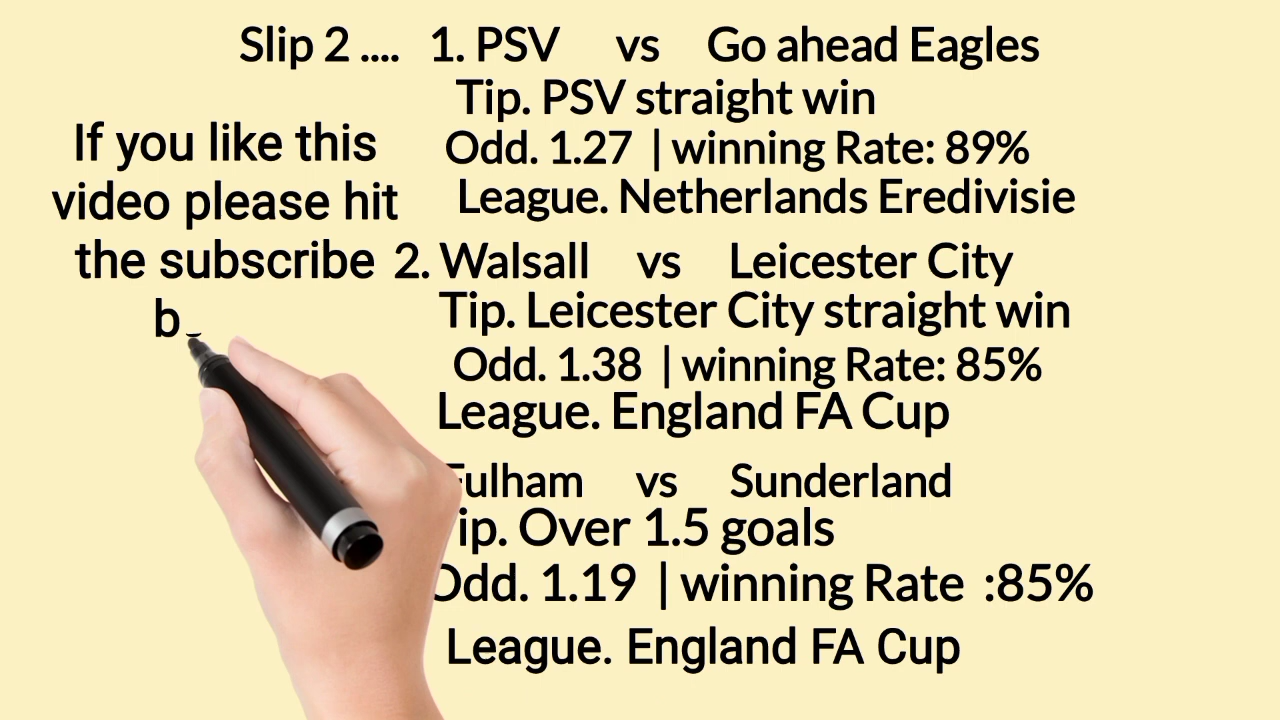 Slip 2 .... 1. PSV vs Go ahead Eagles
Tip. PSV straight win
Odd. 1.27 | winning Rate: 89%
League. Netherlands Eredivisie
If you like this
video please hit
the subscribe
b
2. Walsall vs Leicester City
Tip. Leicester City straight win
Odd. 1.38 | winning Rate: 85%
League. England FA Cup
Fulham vs Sunderland
ip. Over 1.5 goals
Odd. 1.19 | winning Rate :85%
League. England FA Cup